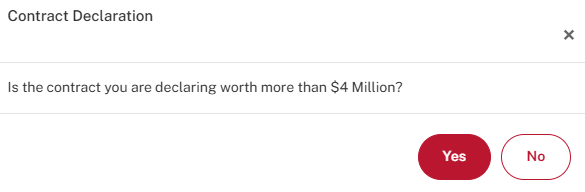 Contract Declaration
×
Is the contract you are declaring worth more than $4 Million?
Yes No